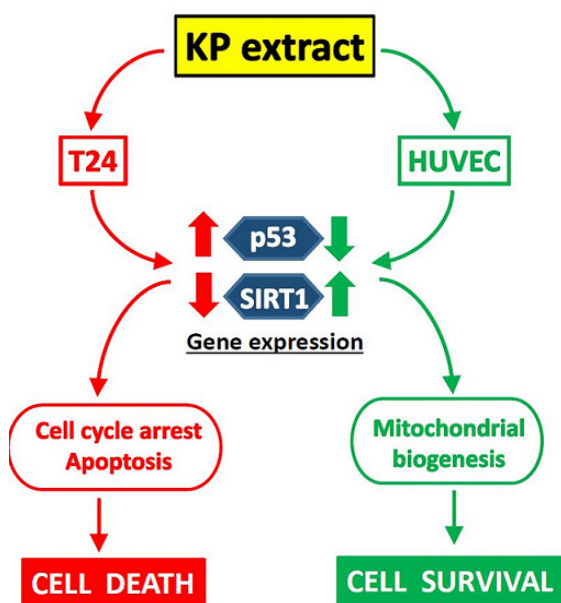 KP extract
T24
HUVEC
p53
SIRT1
Gene expression
Cell cycle arrest
Apoptosis
Mitochondrial
biogenesis
CELL DEATH
CELL SURVIVAL